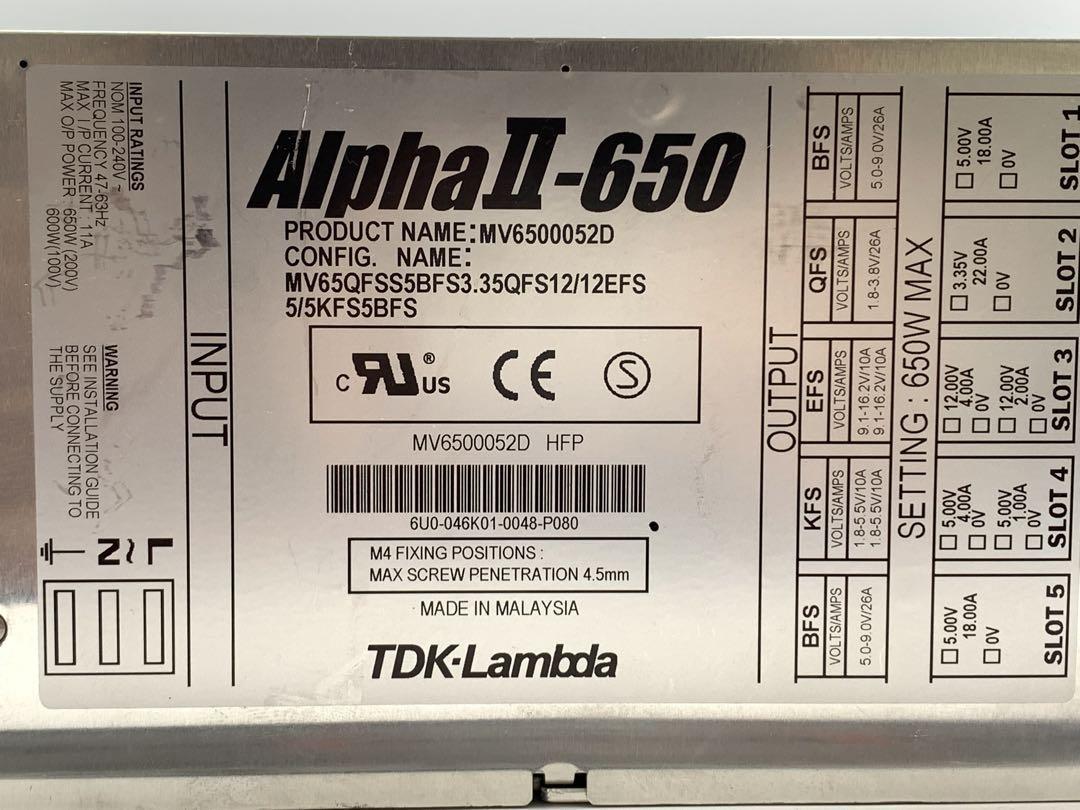 INPUT RATINGS
NOM 100-240V ~
FREQUENCY 47-63Hz
MAX I/P CURRENT : 11A
MAX O/P POWER : 650W (200V)
600W(100V)
WARNING
SEE INSTALLATION GUIDE
BEFORE CONNECTING TO
THE SUPPLY
L
N ~
INPUT
Alpha II-650
PRODUCT NAME:MV6500052D
CONFIG. NAME:
MV65QFSS5BFS3.35QFS12/12EFS
5/5KFS5BFS
c RU ® US CE S
MV6500052D HFP
6U0-046K01-0048-P080
M4 FIXING POSITIONS :
MAX SCREW PENETRATION 4.5mm
MADE IN MALAYSIA
TDK-Lambda
OUTPUT
BFS
VOLTS/AMPS
5.0-9.0V/26A
QFS
VOLTS/AMPS
1.8-3.8V/26A
EFS
VOLTS/AMPS
9.1-16.2V/10A
9.1-16.2V/10A
KFS
VOLTS/AMPS
1.8-5.5V/10A
1.8-5.5V/10A
BFS
VOLTS/AMPS
5.0-9.0V/26A
SETTING : 650W MAX
5.00V
18.00A
0V
SLOT 1
3.35V
22.00A
0V
SLOT 2
12.00V
4.00A
0V
12.00V
2.00A
0V
SLOT 3
5.00V
4.00A
0V
5.00V
1.00A
0V
SLOT 4
5.00V
18.00A
0V
SLOT 5